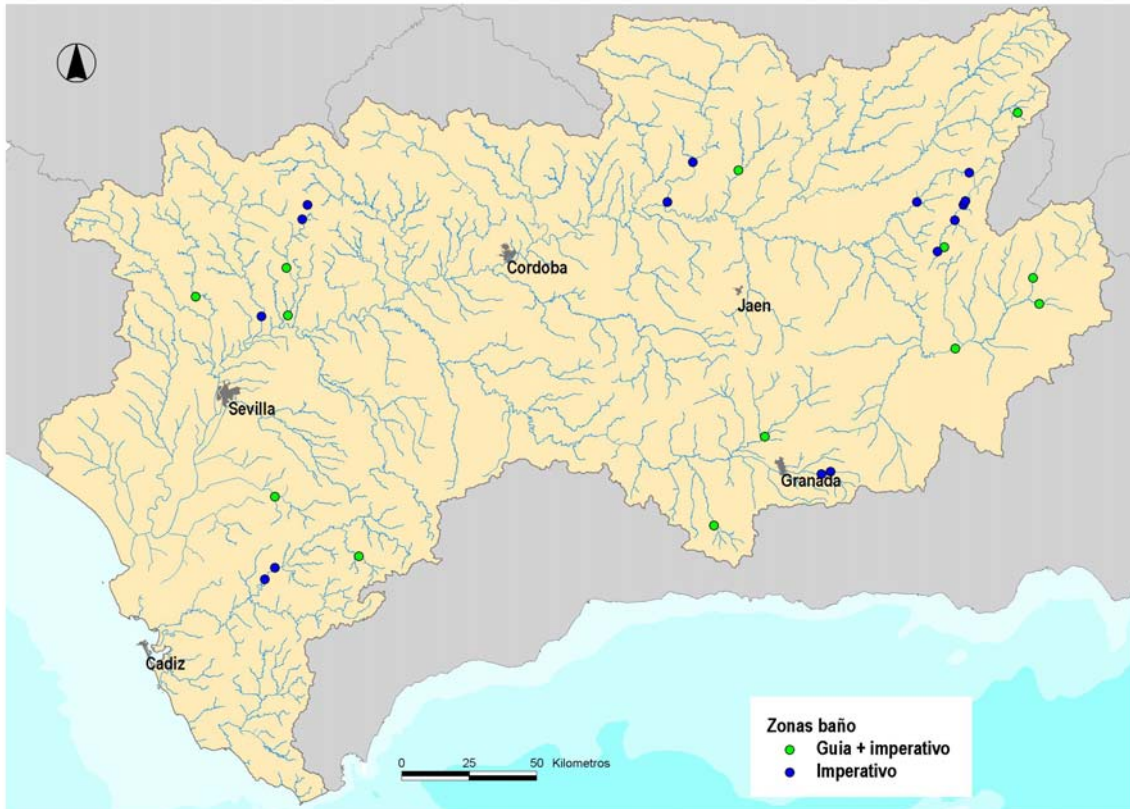 Cordoba
Jaen
Sevilla
Granada
Cadiz
0 25 50 Kilometros
Zonas baño
Guia + imperativo
Imperativo